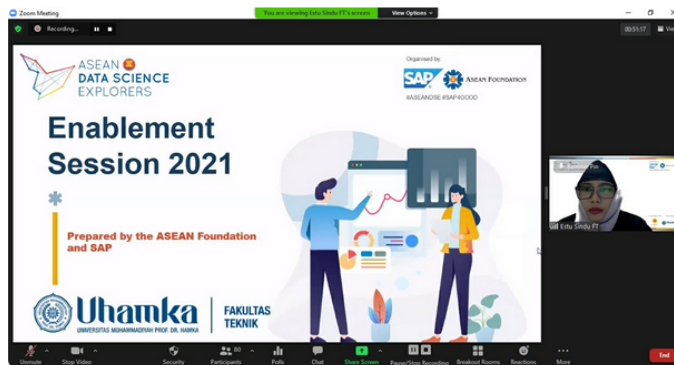 Zoom Meeting
You are viewing Estu Sindu FT's screen
View Options
Recording...
00:51:17
View
ASEAN
DATA SCIENCE
EXPLORERS
Organised by:
SAP
ASEAN FOUNDATION
#ASEANDSE #SAP4GOOD
Enablement
Session 2021
Prepared by the ASEAN Foundation
and SAP
Uhamka
UNIVERSITAS MUHAMMADIYAH PROF. DR. HAMKA
FAKULTAS
TEKNIK
Estu Sindu FT
Unmute
Stop Video
Security
Participants
80
Polls
Chat
Share Screen
Pause/Stop Recording
Breakout Rooms
Reactions
More
End